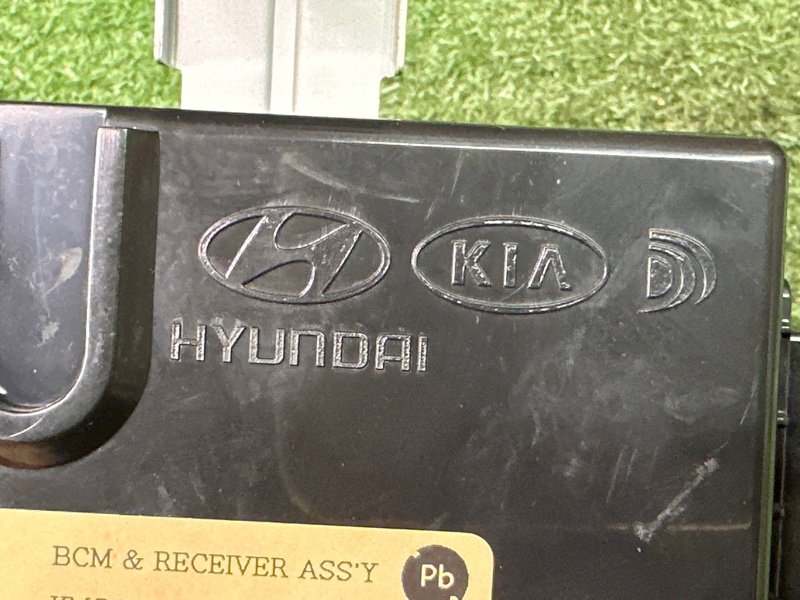 KIA
HYUNDAI
BCM & RECEIVER ASS'Y
Pb